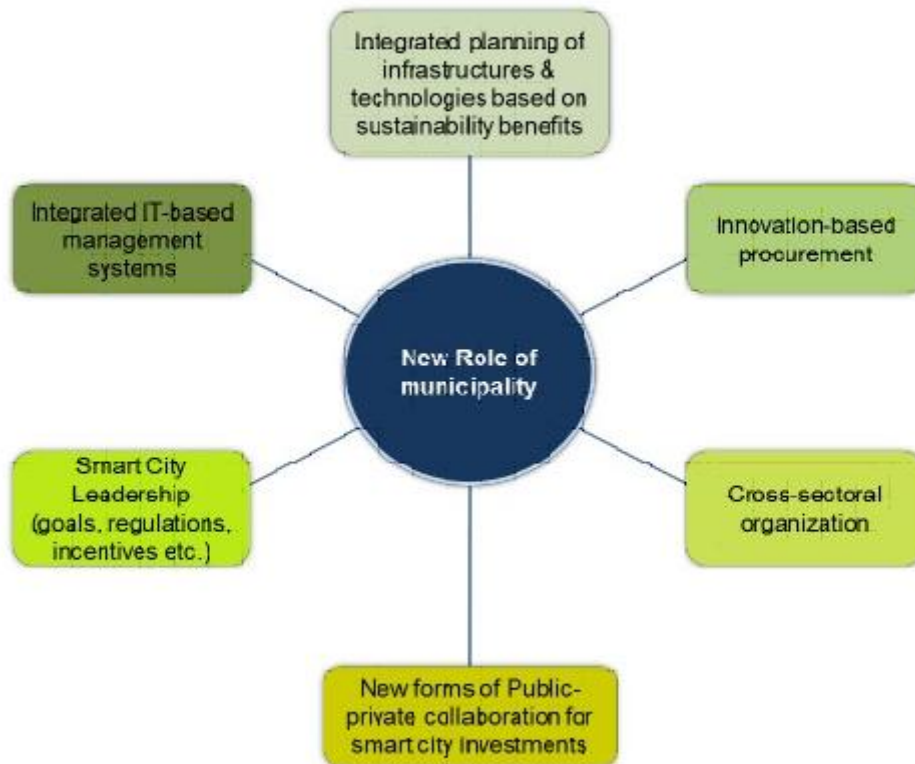 Integrated planning of
infrastructures &
technologies based on
sustainability benefits
Integrated IT-based
management
systems
Innovation-based
procurement
New Role of
municipality
Smart City
Leadership
(goals, regulations,
incentives etc.)
Cross-sectoral
organization
New forms of Public-
private collaboration for
smart city investments